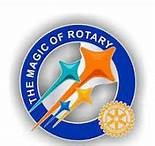 THE MAGIC OF ROTARY